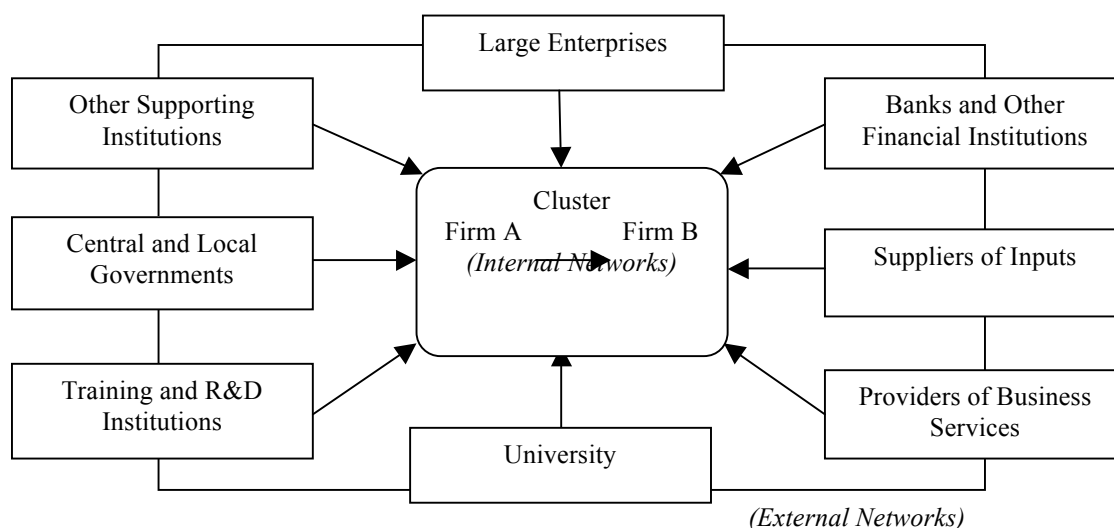 Large Enterprises
Other Supporting
Institutions
Banks and Other
Financial Institutions
Cluster
Firm A Firm B
(Internal Networks)
Central and Local
Governments
Suppliers of Inputs
Training and R&D
Institutions
Providers of Business
Services
University
(External Networks)